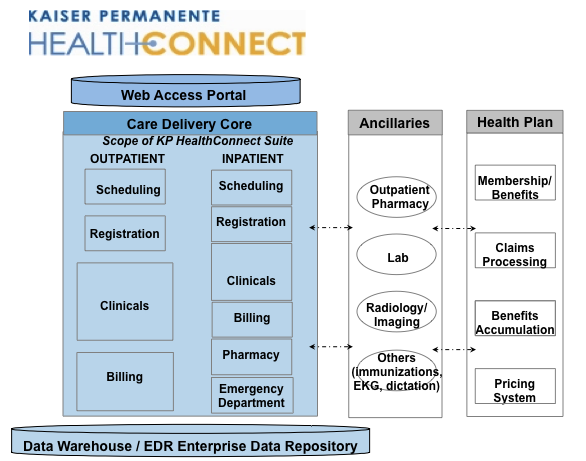 KAISER PERMANENTE
HEALTHCONNECT
Web Access Portal
Care Delivery Core
Scope of KP HealthConnect Suite
OUTPATIENT
Scheduling
Registration
Clinicals
Billing
INPATIENT
Scheduling
Registration
Clinicals
Billing
Pharmacy
Emergency
Department
Ancillaries
Outpatient
Pharmacy
Lab
Radiology/
Imaging
Others
(immunizations,
EKG, dictation)
Health Plan
Membership/
Benefits
Claims
Processing
Benefits
Accumulation
Pricing
System
Data Warehouse / EDR Enterprise Data Repository